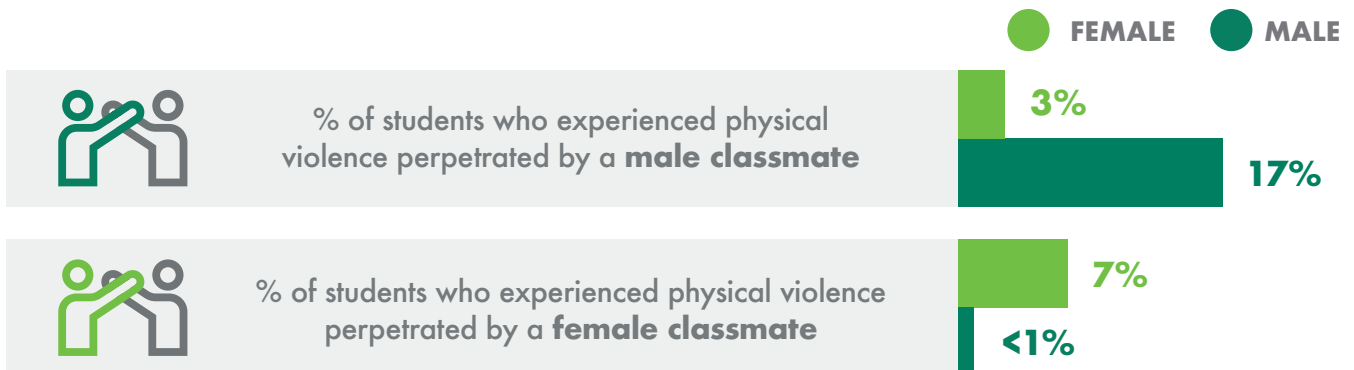 FEMALE MALE
% of students who experienced physical
violence perpetrated by a male classmate
3%
17%
% of students who experienced physical violence
perpetrated by a female classmate
7%
<1%